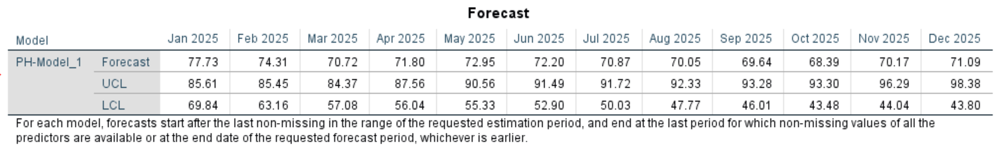 Forecast
Model Jan 2025 Feb 2025 Mar 2025 Apr 2025 May 2025 Jun 2025 Jul 2025 Aug 2025 Sep 2025 Oct 2025 Nov 2025 Dec 2025
PH-Model_1 Forecast 77.73 74.31 70.72 71.80 72.95 72.20 70.87 70.05 69.64 68.39 70.17 71.09
UCL 85.61 85.45 84.37 87.56 90.56 91.49 91.72 92.33 93.28 93.30 96.29 98.38
LCL 69.84 63.16 57.08 56.04 55.33 52.90 50.03 47.77 46.01 43.48 44.04 43.80
For each model, forecasts start after the last non-missing in the range of the requested estimation period, and end at the last period for which non-missing values of all the
predictors are available or at the end date of the requested forecast period, whichever is earlier.